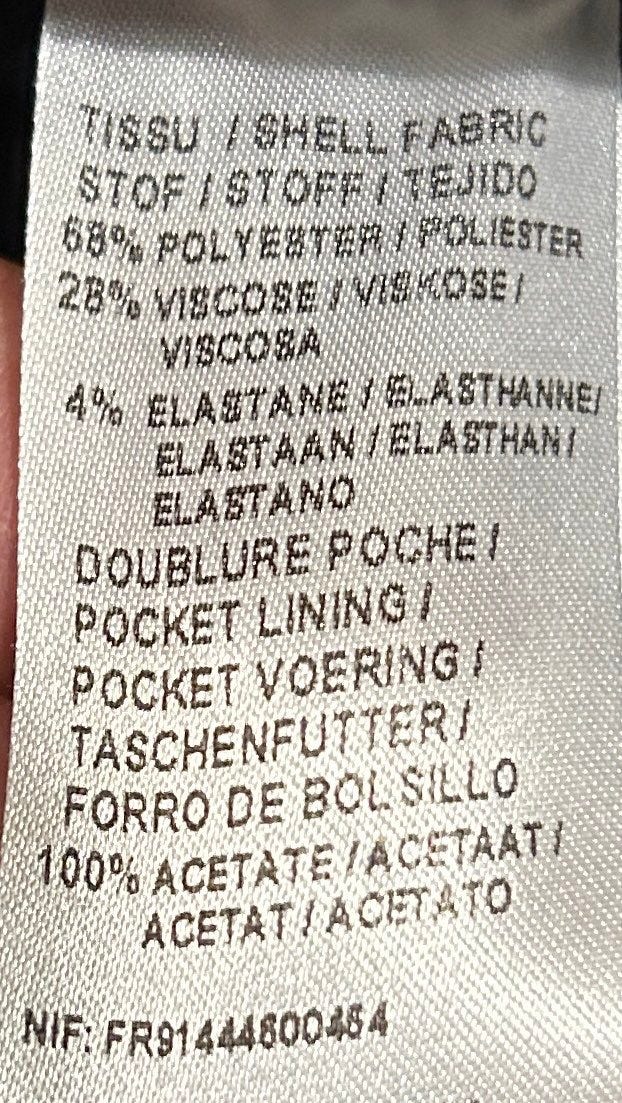 TISSU / SHELL FABRIC
STOF / STOFF / TEJIDO
68% POLYESTER / POLIESTER
28% VISCOSE / VISKOSE /
VISCOSA
4% ELASTANE / ELASTHANNE/
ELASTAAN / ELASTHAN /
ELASTANO
DOUBLURE POCHE /
POCKET LINING /
POCKET VOERING /
TASCHENFUTTER /
FORRO DE BOLSILLO
100% ACETATE / ACETAAT /
ACETAT / ACETATO
NIF: